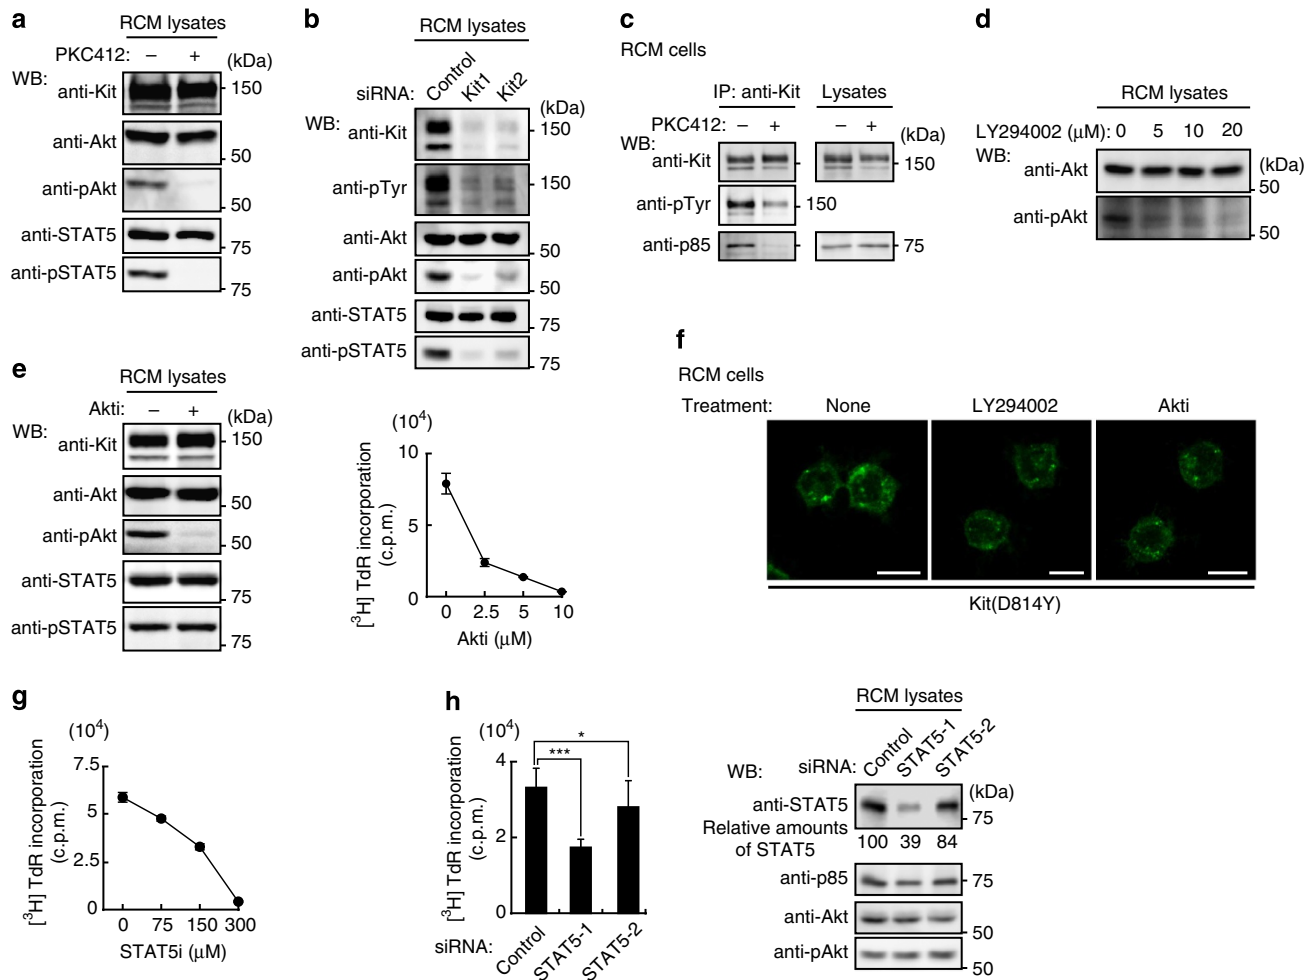 a
RCM lysates
PKC412: – + (kDa)
WB:
anti-Kit 150
anti-Akt 50
anti-pAkt 50
anti-STAT5 75
anti-pSTAT5 75
b
RCM lysates
siRNA: Control Kit1 Kit2 (kDa)
WB: anti-Kit 150
anti-pTyr 150
anti-Akt 50
anti-pAkt 50
anti-STAT5 75
anti-pSTAT5 75
c
RCM cells
IP: anti-Kit Lysates
PKC412: – + – + (kDa)
WB:
anti-Kit 150
anti-pTyr 150
anti-p85 75
d
RCM lysates
LY294002 (μM): 0 5 10 20
WB: (kDa)
anti-Akt 50
anti-pAkt 50
e
RCM lysates
Akti: – + (kDa)
WB:
anti-Kit 150
anti-Akt 50
anti-pAkt 50
anti-STAT5 75
anti-pSTAT5 75
(10⁴)
[³H] TdR incorporation
(c.p.m.)
10
5
0
0 2.5 5 10
Akti (μM)
f
RCM cells
Treatment: None LY294002 Akti
Kit(D814Y)
g
(10⁴)
[³H] TdR incorporation
(c.p.m.)
7.5
5
2.5
0
0 75 150 300
STAT5i (μM)
h
(10⁴)
[³H] TdR incorporation
(c.p.m.)
4
2
0
*
***
siRNA: Control STAT5-1 STAT5-2
RCM lysates
WB: siRNA: Control STAT5-1 STAT5-2
(kDa)
anti-STAT5 75
Relative amounts
of STAT5 100 39 84
anti-p85 75
anti-Akt 50
anti-pAkt 50